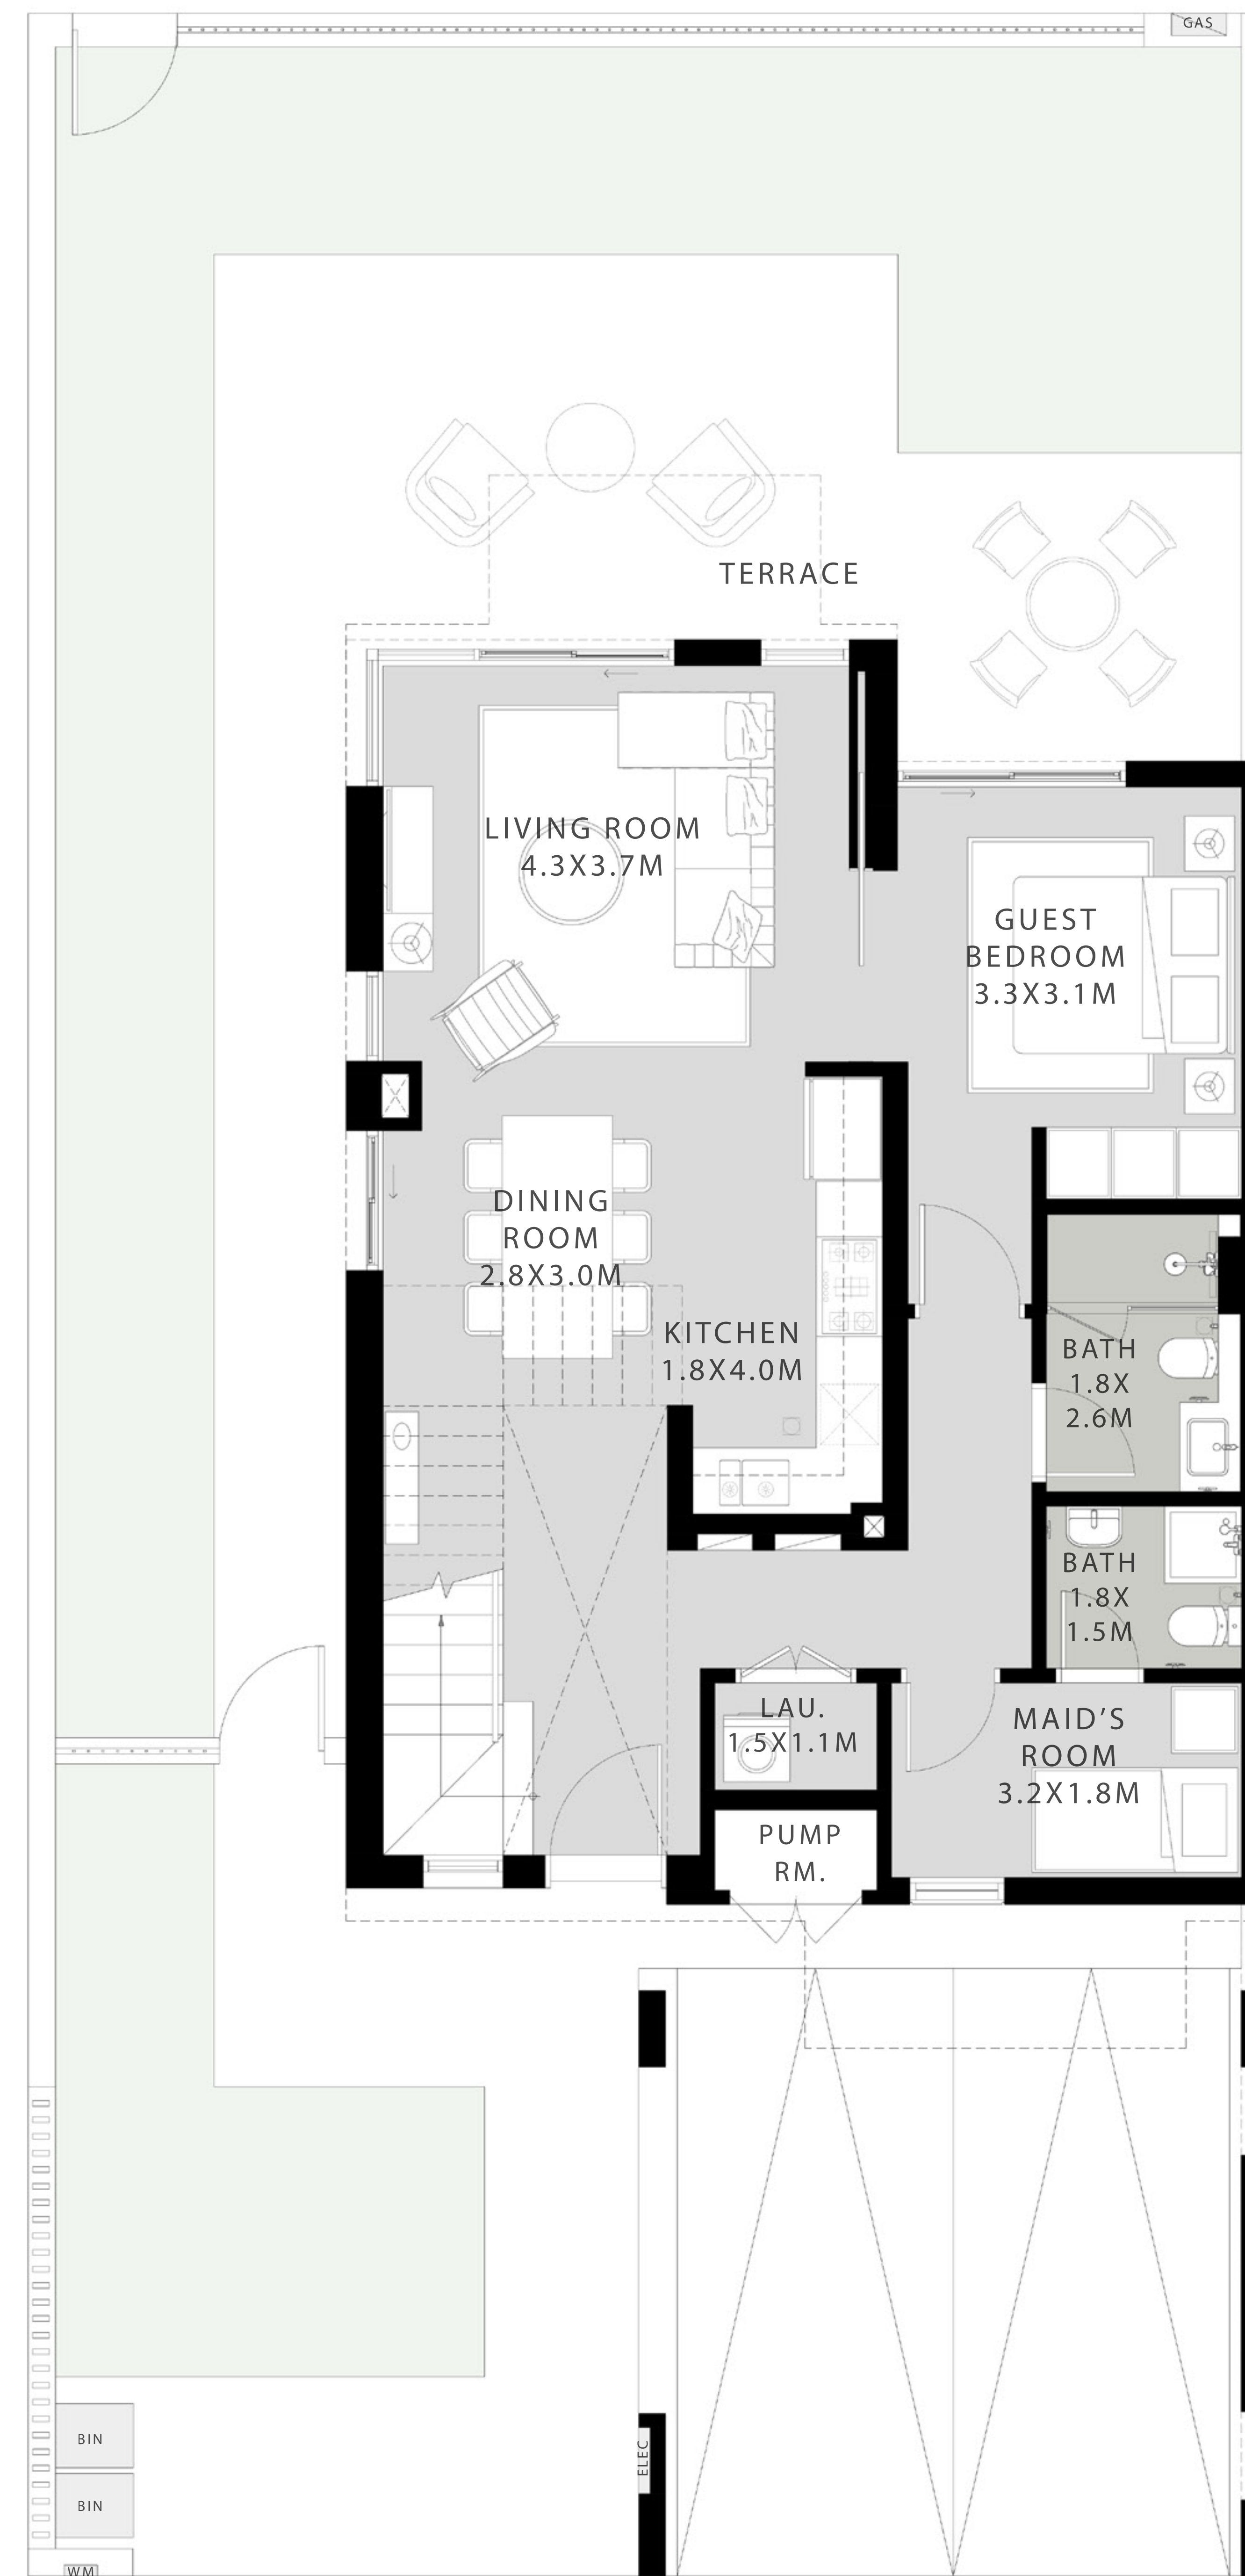 GAS
TERRACE
LIVING ROOM
4.3X3.7M
GUEST
BEDROOM
3.3X3.1M
DINING
ROOM
2.8X3.0M
KITCHEN
1.8X4.0M
BATH
1.8X
2.6M
BATH
1.8X
1.5M
LAU.
1.5X1.1M
MAID'S
ROOM
3.2X1.8M
PUMP
RM.
BIN
ELEC
BIN
WM